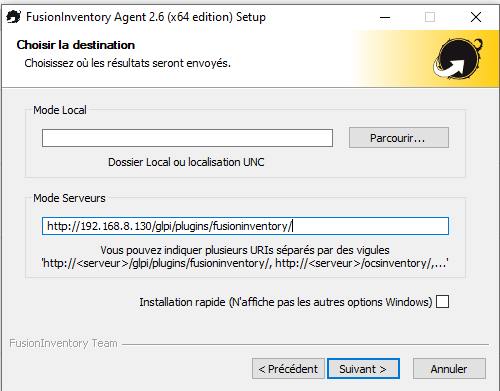 FusionInventory Agent 2.6 (x64 edition) Setup
Choisir la destination
Choisissez où les résultats seront envoyés.
Mode Local
Parcourir...
Dossier Local ou localisation UNC
Mode Serveurs
http://192.168.8.130/glpi/plugins/fusioninventory/
Vous pouvez indiquer plusieurs URIs séparés par des vigules
'http://<serveur>/glpi/plugins/fusioninventory/, http://<serveur>/ocsinventory/,...'
Installation rapide (N'affiche pas les autres options Windows)
FusionInventory Team
< Précédent Suivant > Annuler